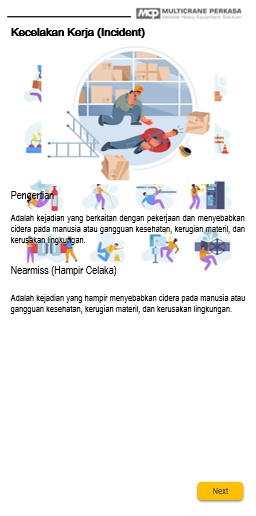 MCP MULTICRANE PERKASA
Reliable Heavy Equipment Solution
Kecelakan Kerja (Incident)
Pengertian
Adalah kejadian yang berkaitan dengan pekerjaan dan menyebabkan
cidera pada manusia atau gangguan kesehatan, kerugian materil, dan
kerusakan lingkungan.
Nearmiss (Hampir Celaka)
Adalah kejadian yang hampir menyebabkan cidera pada manusia atau
gangguan kesehatan, kerugian materil, dan kerusakan lingkungan.
Next